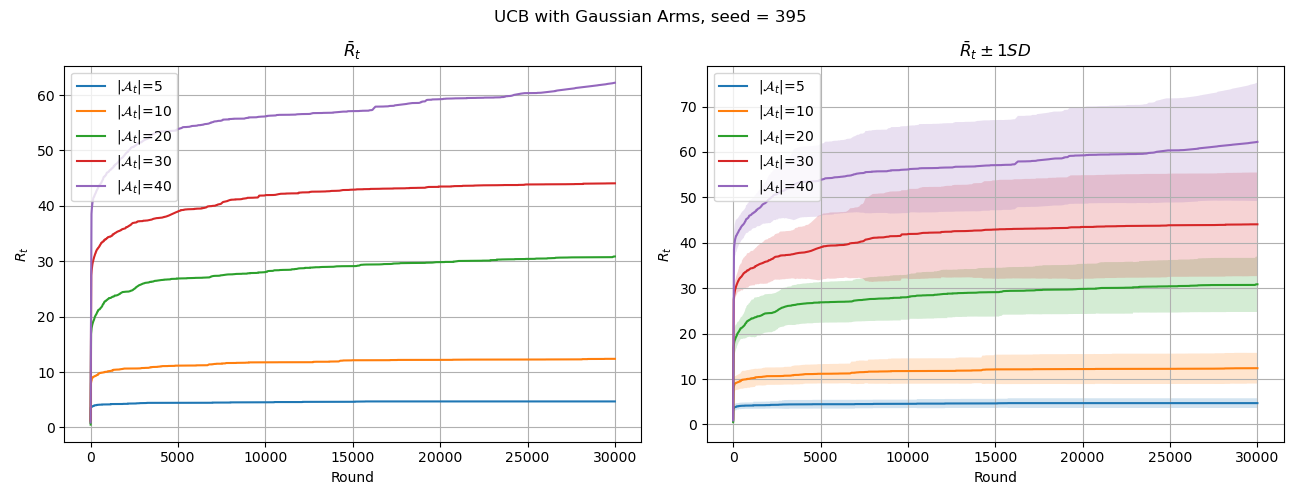 UCB with Gaussian Arms, seed = 395
R̄ₜ
R̄ₜ ± 1SD
60
50
40
30
20
10
0
Rₜ
|𝒜ₜ|=5
|𝒜ₜ|=10
|𝒜ₜ|=20
|𝒜ₜ|=30
|𝒜ₜ|=40
0 5000 10000 15000 20000 25000 30000
Round
70
60
50
40
30
20
10
0
Rₜ
|𝒜ₜ|=5
|𝒜ₜ|=10
|𝒜ₜ|=20
|𝒜ₜ|=30
|𝒜ₜ|=40
0 5000 10000 15000 20000 25000 30000
Round